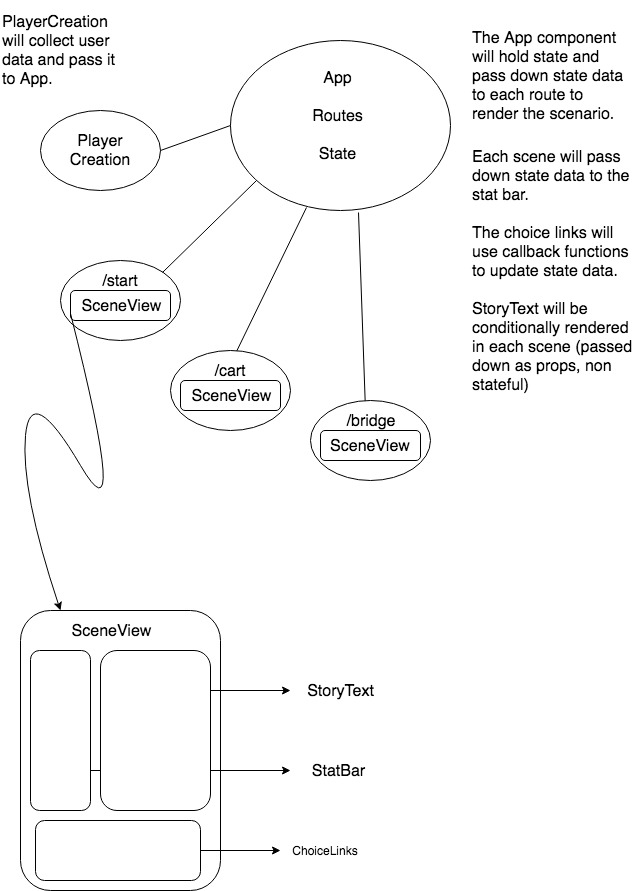 PlayerCreation
will collect user
data and pass it
to App.
App
Routes
State
Player
Creation
The App component
will hold state and
pass down state data
to each route to
render the scenario.
Each scene will pass
down state data to the
stat bar.
The choice links will
use callback functions
to update state data.
StoryText will be
conditionally rendered
in each scene (passed
down as props, non
stateful)
/start
SceneView
/cart
SceneView
/bridge
SceneView
SceneView
StoryText
StatBar
ChoiceLinks